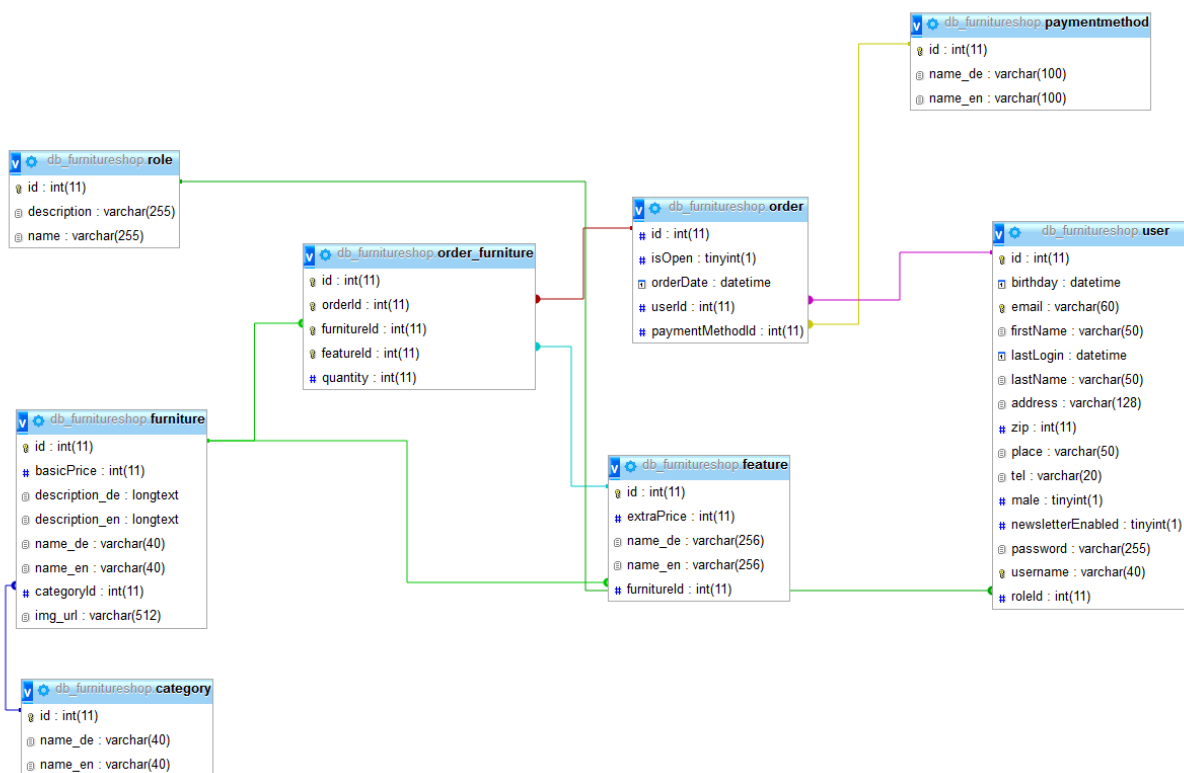 db_furnitureshop.paymentmethod
id : int(11)
name_de : varchar(100)
name_en : varchar(100)
db_furnitureshop.role
id : int(11)
description : varchar(255)
name : varchar(255)
db_furnitureshop.order
id : int(11)
isOpen : tinyint(1)
orderDate : datetime
userId : int(11)
paymentMethodId : int(11)
db_furnitureshop.user
id : int(11)
birthday : datetime
email : varchar(60)
firstName : varchar(50)
lastLogin : datetime
lastName : varchar(50)
address : varchar(128)
zip : int(11)
place : varchar(50)
tel : varchar(20)
male : tinyint(1)
newsletterEnabled : tinyint(1)
password : varchar(255)
username : varchar(40)
roleId : int(11)
db_furnitureshop.order_furniture
id : int(11)
orderId : int(11)
furnitureId : int(11)
featureId : int(11)
quantity : int(11)
db_furnitureshop.furniture
id : int(11)
basicPrice : int(11)
description_de : longtext
description_en : longtext
name_de : varchar(40)
name_en : varchar(40)
categoryId : int(11)
img_url : varchar(512)
db_furnitureshop.feature
id : int(11)
extraPrice : int(11)
name_de : varchar(256)
name_en : varchar(256)
furnitureId : int(11)
db_furnitureshop.category
id : int(11)
name_de : varchar(40)
name_en : varchar(40)